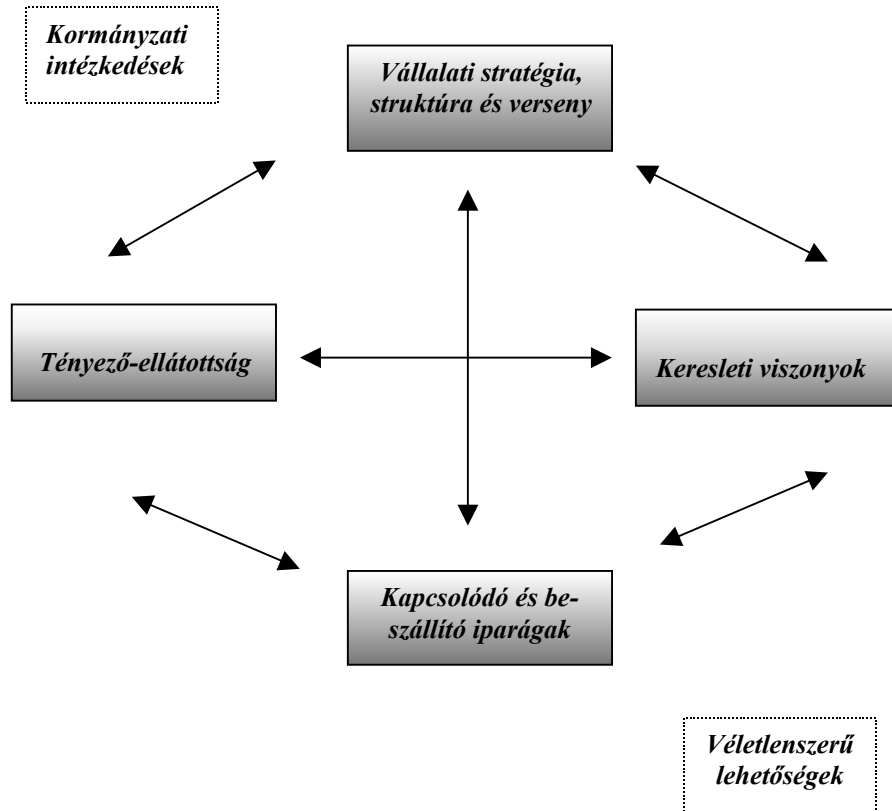 Kormányzati
intézkedések
Vállalati stratégia,
struktúra és verseny
Tényező-ellátottság
Keresleti viszonyok
Kapcsolódó és be-
szállító iparágak
Véletlenszerű
lehetőségek